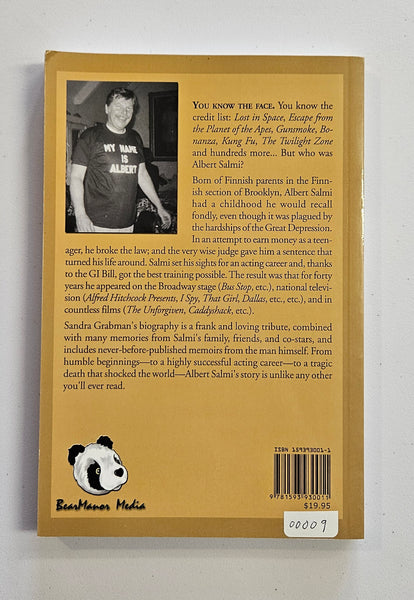 MY NAME
IS
ALBERT
YOU KNOW THE FACE. You know the
credit list: Lost in Space, Escape from
the Planet of the Apes, Gunsmoke, Bo-
nanza, Kung Fu, The Twilight Zone
and hundreds more... But who was
Albert Salmi?
Born of Finnish parents in the Finn-
ish section of Brooklyn, Albert Salmi
had a childhood he would recall
fondly, even though it was plagued by
the hardships of the Great Depression.
In an attempt to earn money as a teen-
ager, he broke the law; and the very wise judge gave him a sentence that
turned his life around. Salmi set his sights for an acting career and, thanks
to the GI Bill, got the best training possible. The result was that for forty
years he appeared on the Broadway stage (Bus Stop, etc.), national televi-
sion (Alfred Hitchcock Presents, I Spy, That Girl, Dallas, etc., etc.), and in
countless films (The Unforgiven, Caddyshack, etc.).
Sandra Grabman's biography is a frank and loving tribute, combined
with many memories from Salmi's family, friends, and co-stars, and
includes never-before-published memoirs from the man himself. From
humble beginnings—to a highly successful acting career—to a tragic
death that shocked the world—Albert Salmi's story is unlike any other
you'll ever read.
BearManor Media
ISBN 159393001-1
9 781593 930011
$19.95
00009